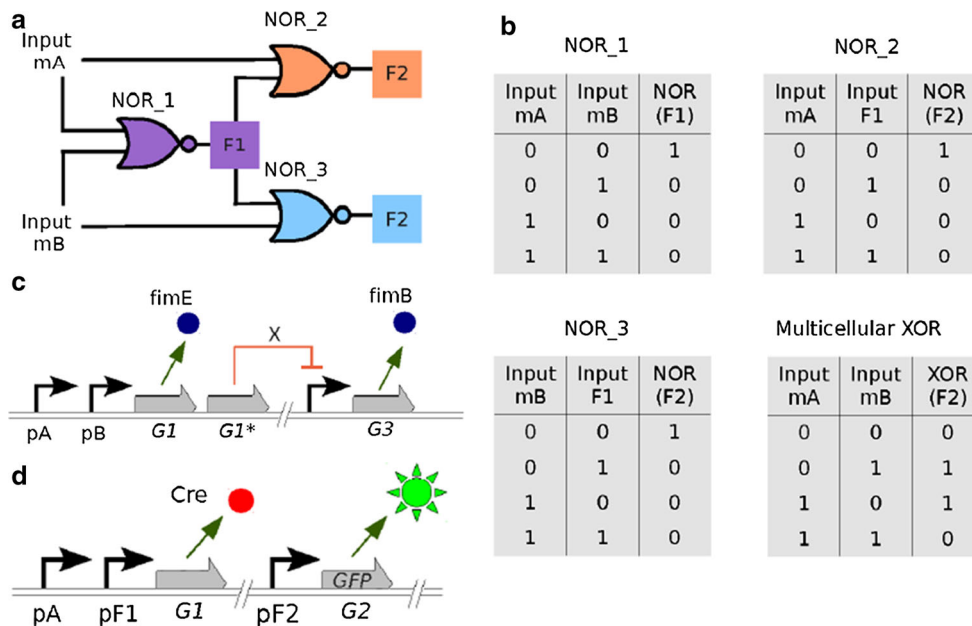 a
NOR_2
Input
mA
F2
NOR_1
F1
NOR_3
Input
mB
F2
b
NOR_1
Input mA Input mB NOR (F1)
0 0 1
0 1 0
1 0 0
1 1 0
NOR_2
Input mA Input F1 NOR (F2)
0 0 1
0 1 0
1 0 0
1 1 0
NOR_3
Input mB Input F1 NOR (F2)
0 0 1
0 1 0
1 0 0
1 1 0
Multicellular XOR
Input mA Input mB XOR (F2)
0 0 0
0 1 1
1 0 1
1 1 0
c
fimE
fimB
X
pA pB G1 G1* G3
d
Cre
GFP
pA pF1 G1 pF2 G2